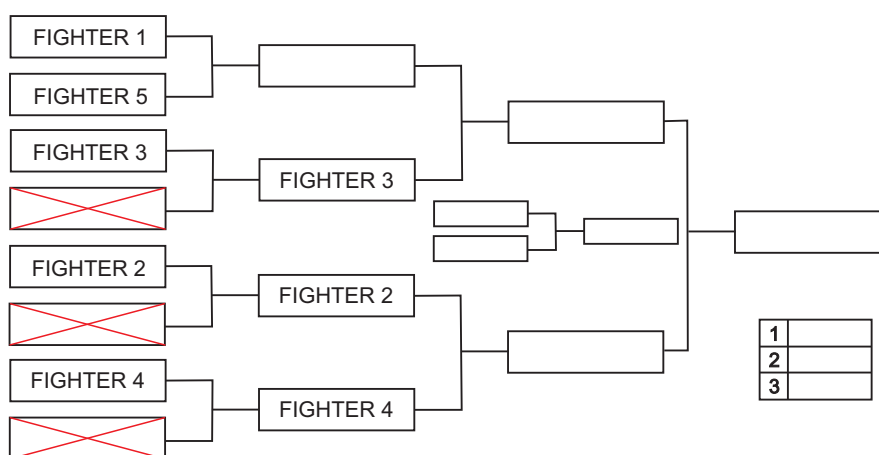 FIGHTER 1
FIGHTER 5
FIGHTER 3
FIGHTER 3
FIGHTER 2
FIGHTER 2
FIGHTER 4
FIGHTER 4
1
2
3